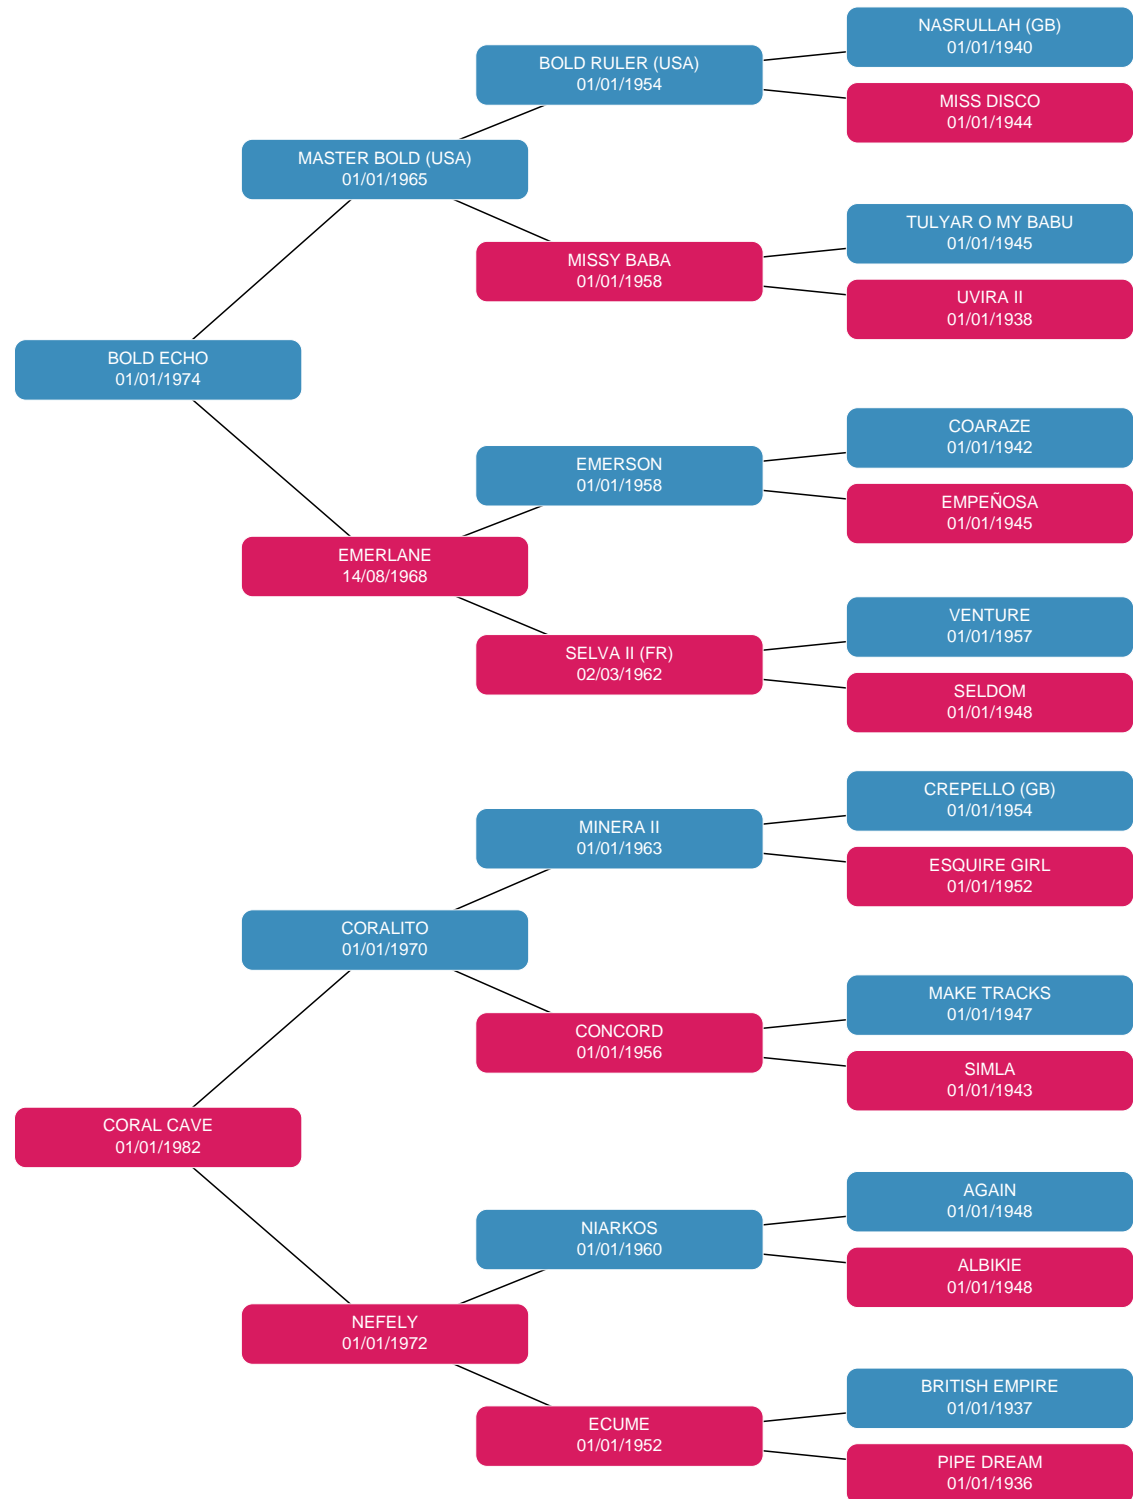 NASRULLAH (GB)
01/01/1940
BOLD RULER (USA)
01/01/1954
MISS DISCO
01/01/1944
MASTER BOLD (USA)
01/01/1965
TULYAR O MY BABU
01/01/1945
MISSY BABA
01/01/1958
UVIRA II
01/01/1938
BOLD ECHO
01/01/1974
COARAZE
01/01/1942
EMERSON
01/01/1958
EMPEÑOSA
01/01/1945
EMERLANE
14/08/1968
VENTURE
01/01/1957
SELVA II (FR)
02/03/1962
SELDOM
01/01/1948
CREPELLO (GB)
01/01/1954
MINERA II
01/01/1963
ESQUIRE GIRL
01/01/1952
CORALITO
01/01/1970
MAKE TRACKS
01/01/1947
CONCORD
01/01/1956
SIMLA
01/01/1943
CORAL CAVE
01/01/1982
AGAIN
01/01/1948
NIARKOS
01/01/1960
ALBIKIE
01/01/1948
NEFELY
01/01/1972
BRITISH EMPIRE
01/01/1937
ECUME
01/01/1952
PIPE DREAM
01/01/1936